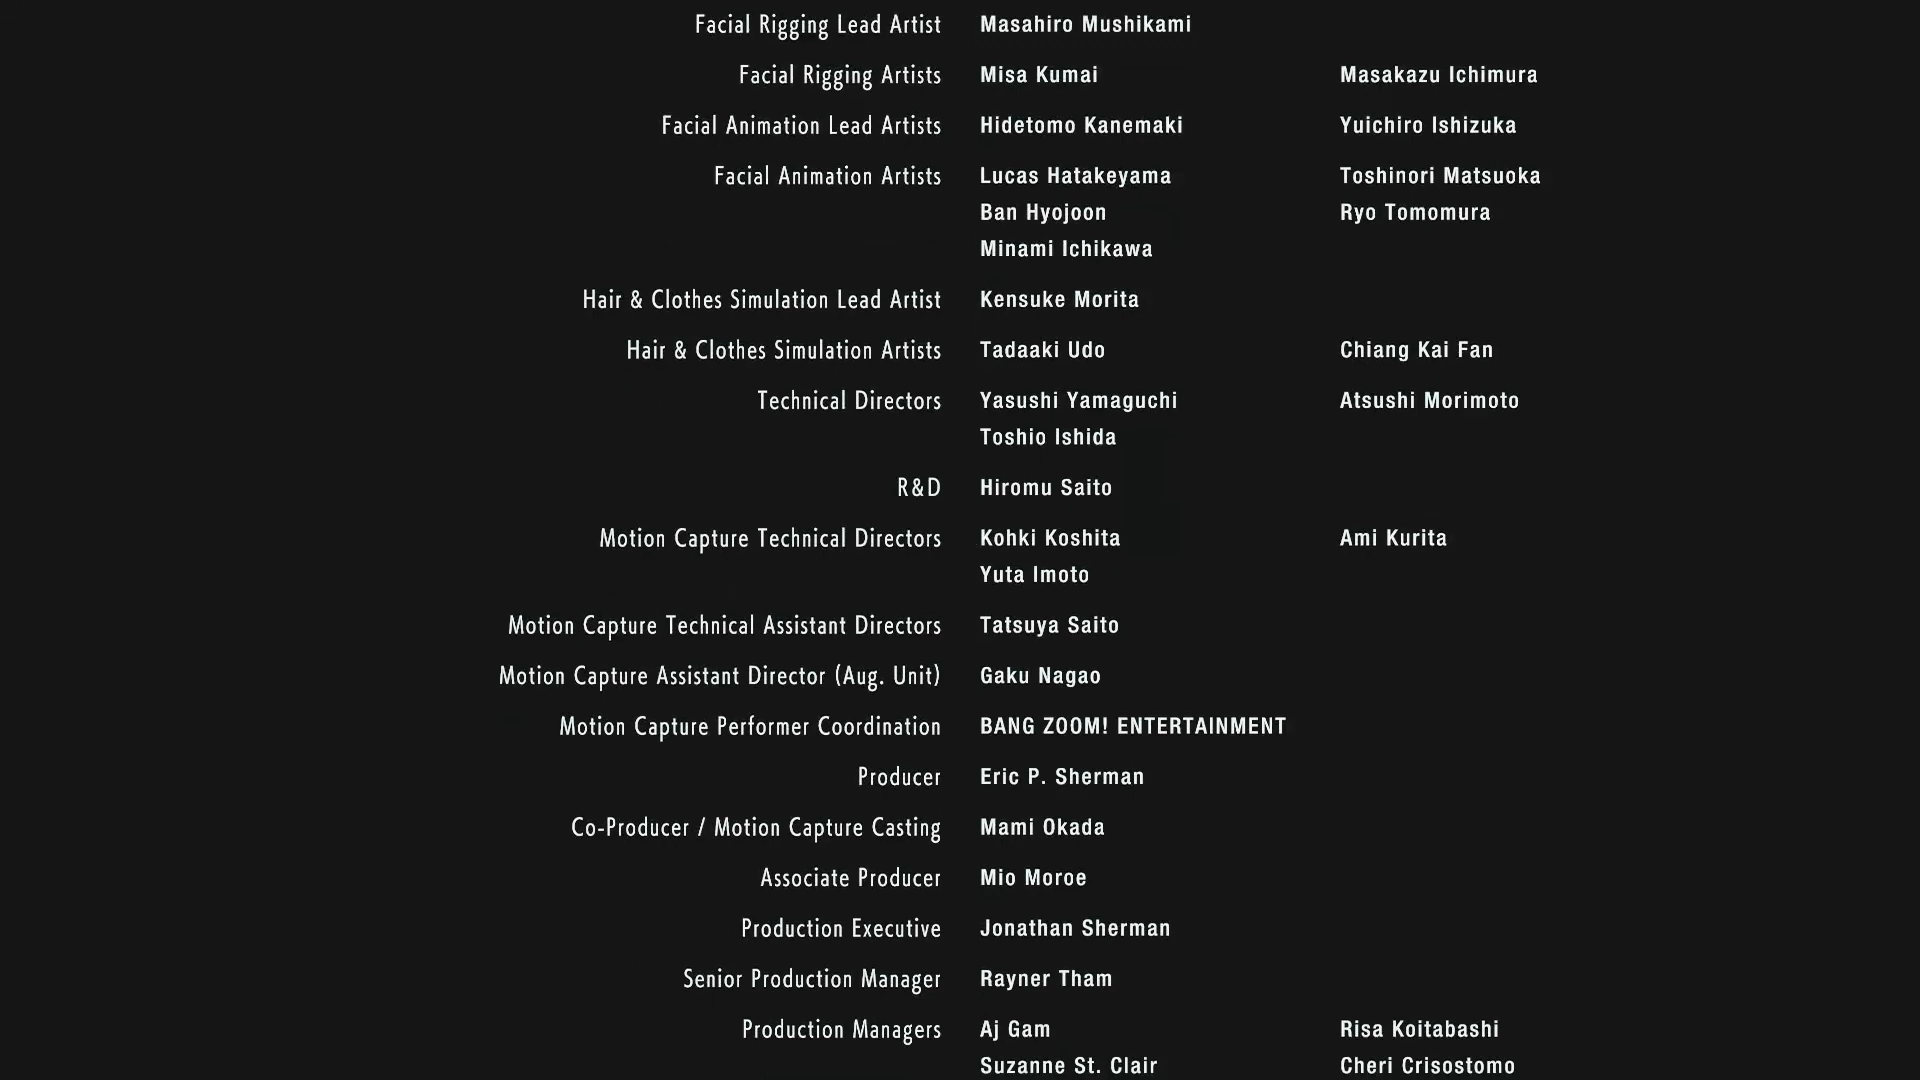 Facial Rigging Lead Artist Masahiro Mushikami
Facial Rigging Artists Misa Kumai Masakazu Ichimura
Facial Animation Lead Artists Hidetomo Kanemaki Yuichiro Ishizuka
Facial Animation Artists Lucas Hatakeyama Toshinori Matsuoka
Ban Hyojoon Ryo Tomomura
Minami Ichikawa
Hair & Clothes Simulation Lead Artist Kensuke Morita
Hair & Clothes Simulation Artists Tadaaki Udo Chiang Kai Fan
Technical Directors Yasushi Yamaguchi Atsushi Morimoto
Toshio Ishida
R&D Hiromu Saito
Motion Capture Technical Directors Kohki Koshita Ami Kurita
Yuta Imoto
Motion Capture Technical Assistant Directors Tatsuya Saito
Motion Capture Assistant Director (Aug. Unit) Gaku Nagao
Motion Capture Performer Coordination BANG ZOOM! ENTERTAINMENT
Producer Eric P. Sherman
Co-Producer / Motion Capture Casting Mami Okada
Associate Producer Mio Moroe
Production Executive Jonathan Sherman
Senior Production Manager Rayner Tham
Production Managers Aj Gam Risa Koitabashi
Suzanne St. Clair Cheri Crisostomo